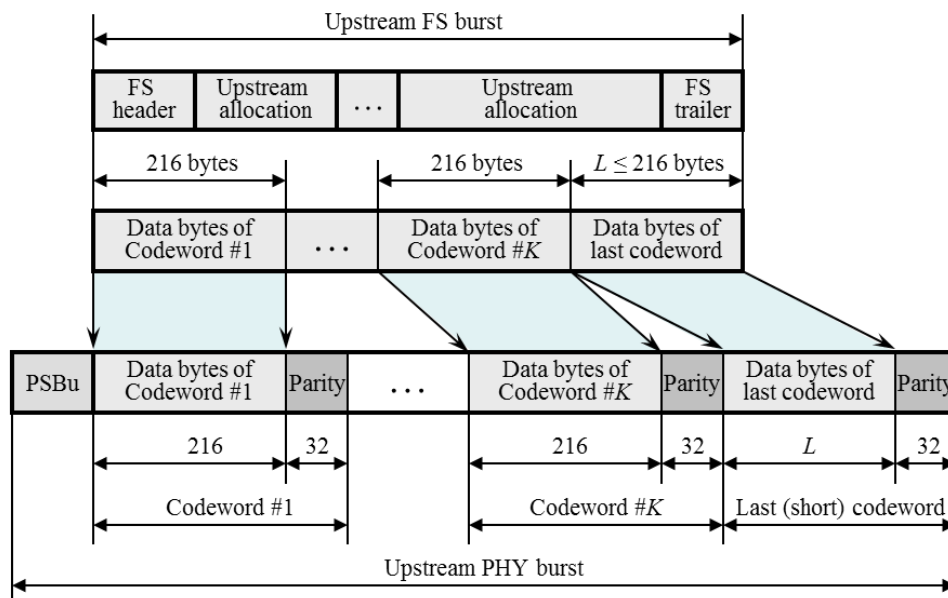 Upstream FS burst
FS header
Upstream allocation
...
Upstream allocation
FS trailer
216 bytes
216 bytes
L ≤ 216 bytes
Data bytes of Codeword #1
...
Data bytes of Codeword #K
Data bytes of last codeword
PSBu
Data bytes of Codeword #1
Parity
...
Data bytes of Codeword #K
Parity
Data bytes of last codeword
Parity
216
32
216
32
L
32
Codeword #1
Codeword #K
Last (short) codeword
Upstream PHY burst